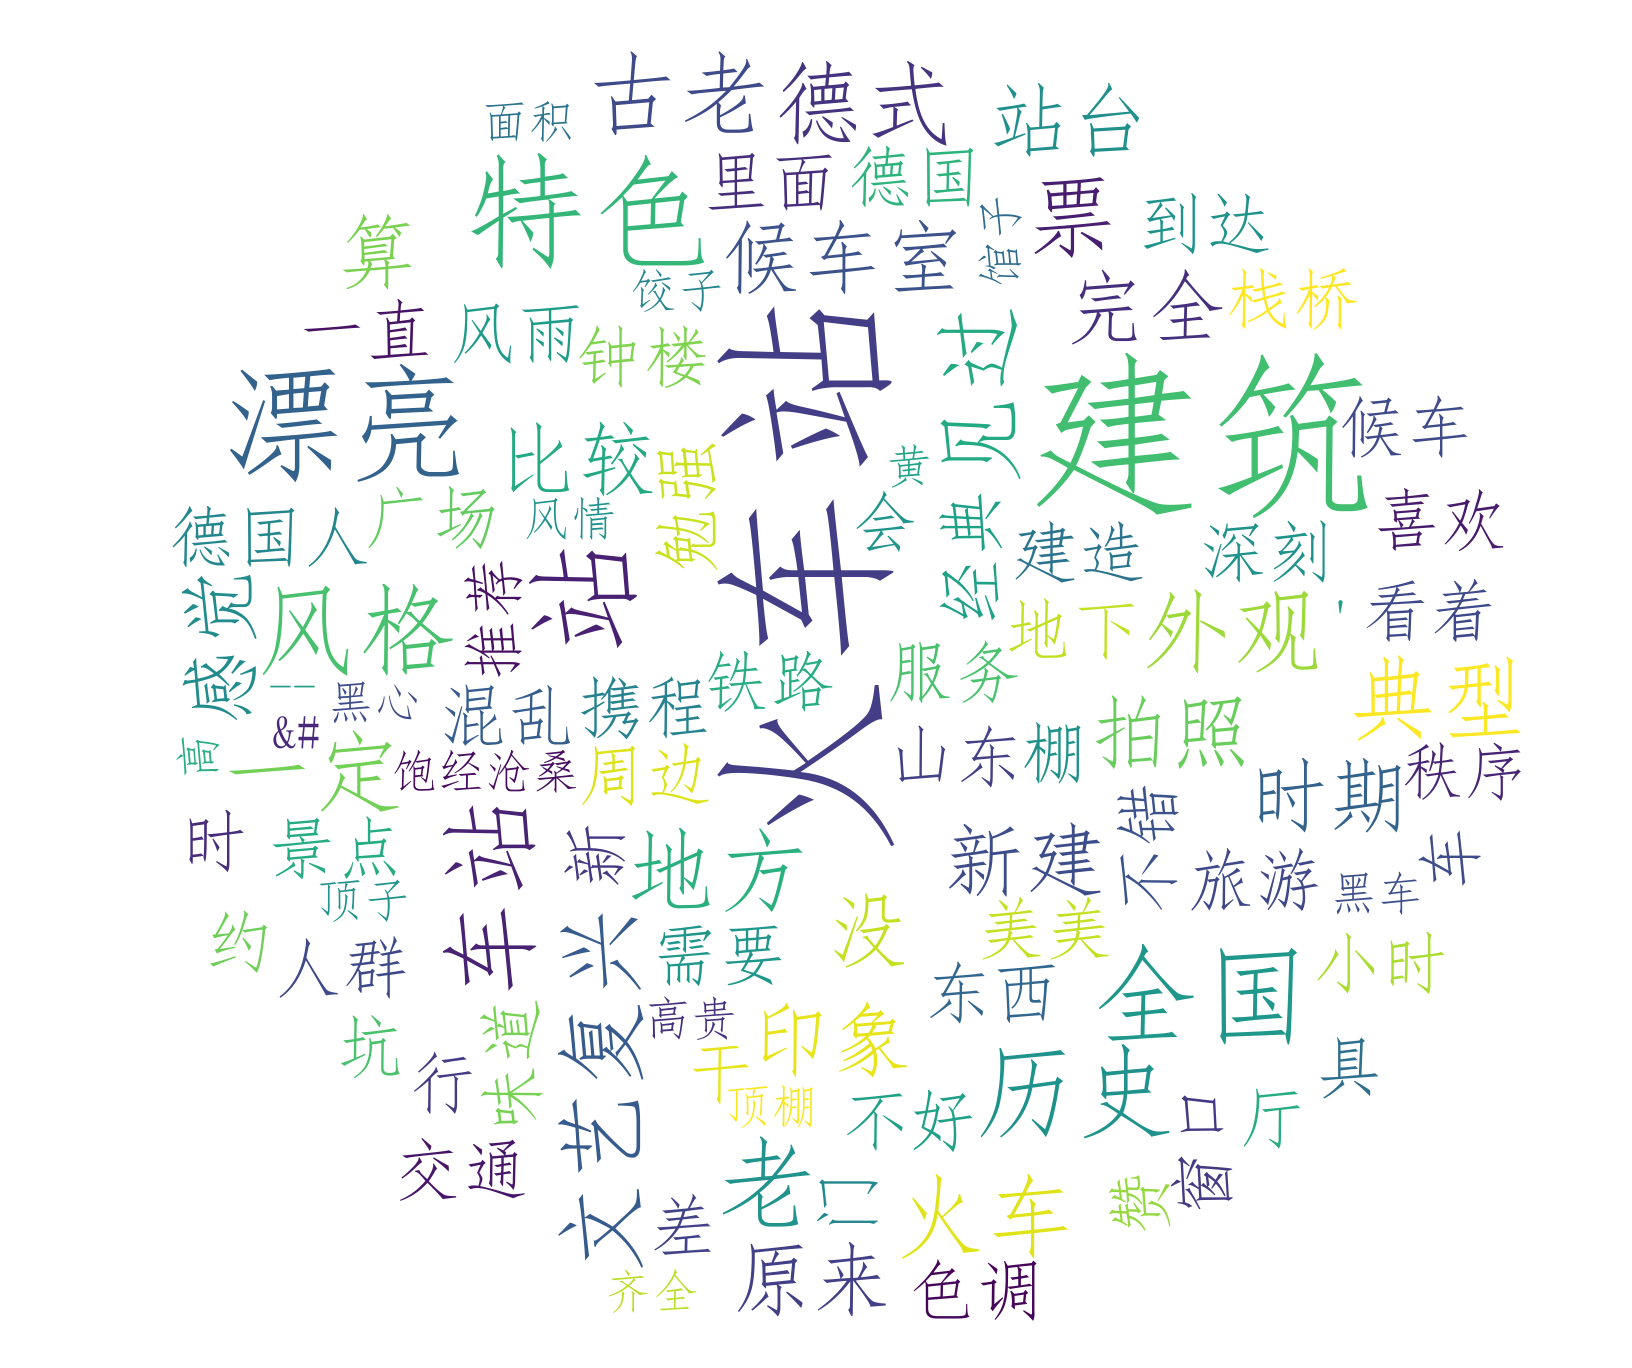 古老
德式
站台
面积
特色
里面
德国
票
到达
算
候车室
馆子
饺子
完全
栈桥
一直
风雨
钟楼
火车站
见过
建筑
漂亮
比较
勉强
黄
候车
德国人
广场
风情
会
经典
建造
深刻
喜欢
感觉
风格
推荐
站
地下
外观
'
看着
一一
黑心
混乱
携程
铁路
服务
典型
&#
高
一定
饱经沧桑
周边
山东
棚
拍照
时期
秩序
时
景点
车站
新
地方
新建
不错
旅游
黑车
车
顶子
约
人群
文艺复兴
需要
没
美美
东西
全国
小时
坑
味道
高贵
印象
历史
行
干
顶棚
不好
口
厅
具
交通
差
老
门
火车
赞
窗
齐全
原来
色调